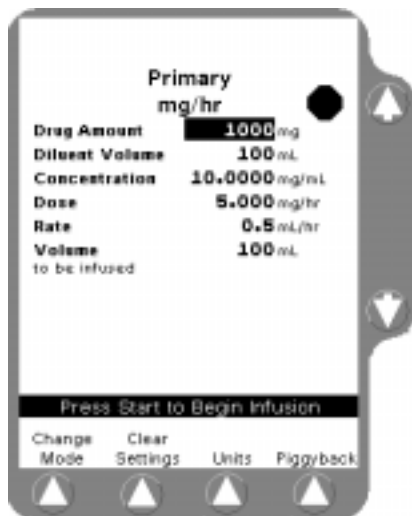 Primary
mg/hr
Drug Amount 1000 mg
Diluent Volume 100 mL
Concentration 10.0000 mg/mL
Dose 5.000 mg/hr
Rate 0.5 mL/hr
Volume 100 mL
to be infused
Press Start to Begin Infusion
Change Clear
Mode Settings Units Piggyback